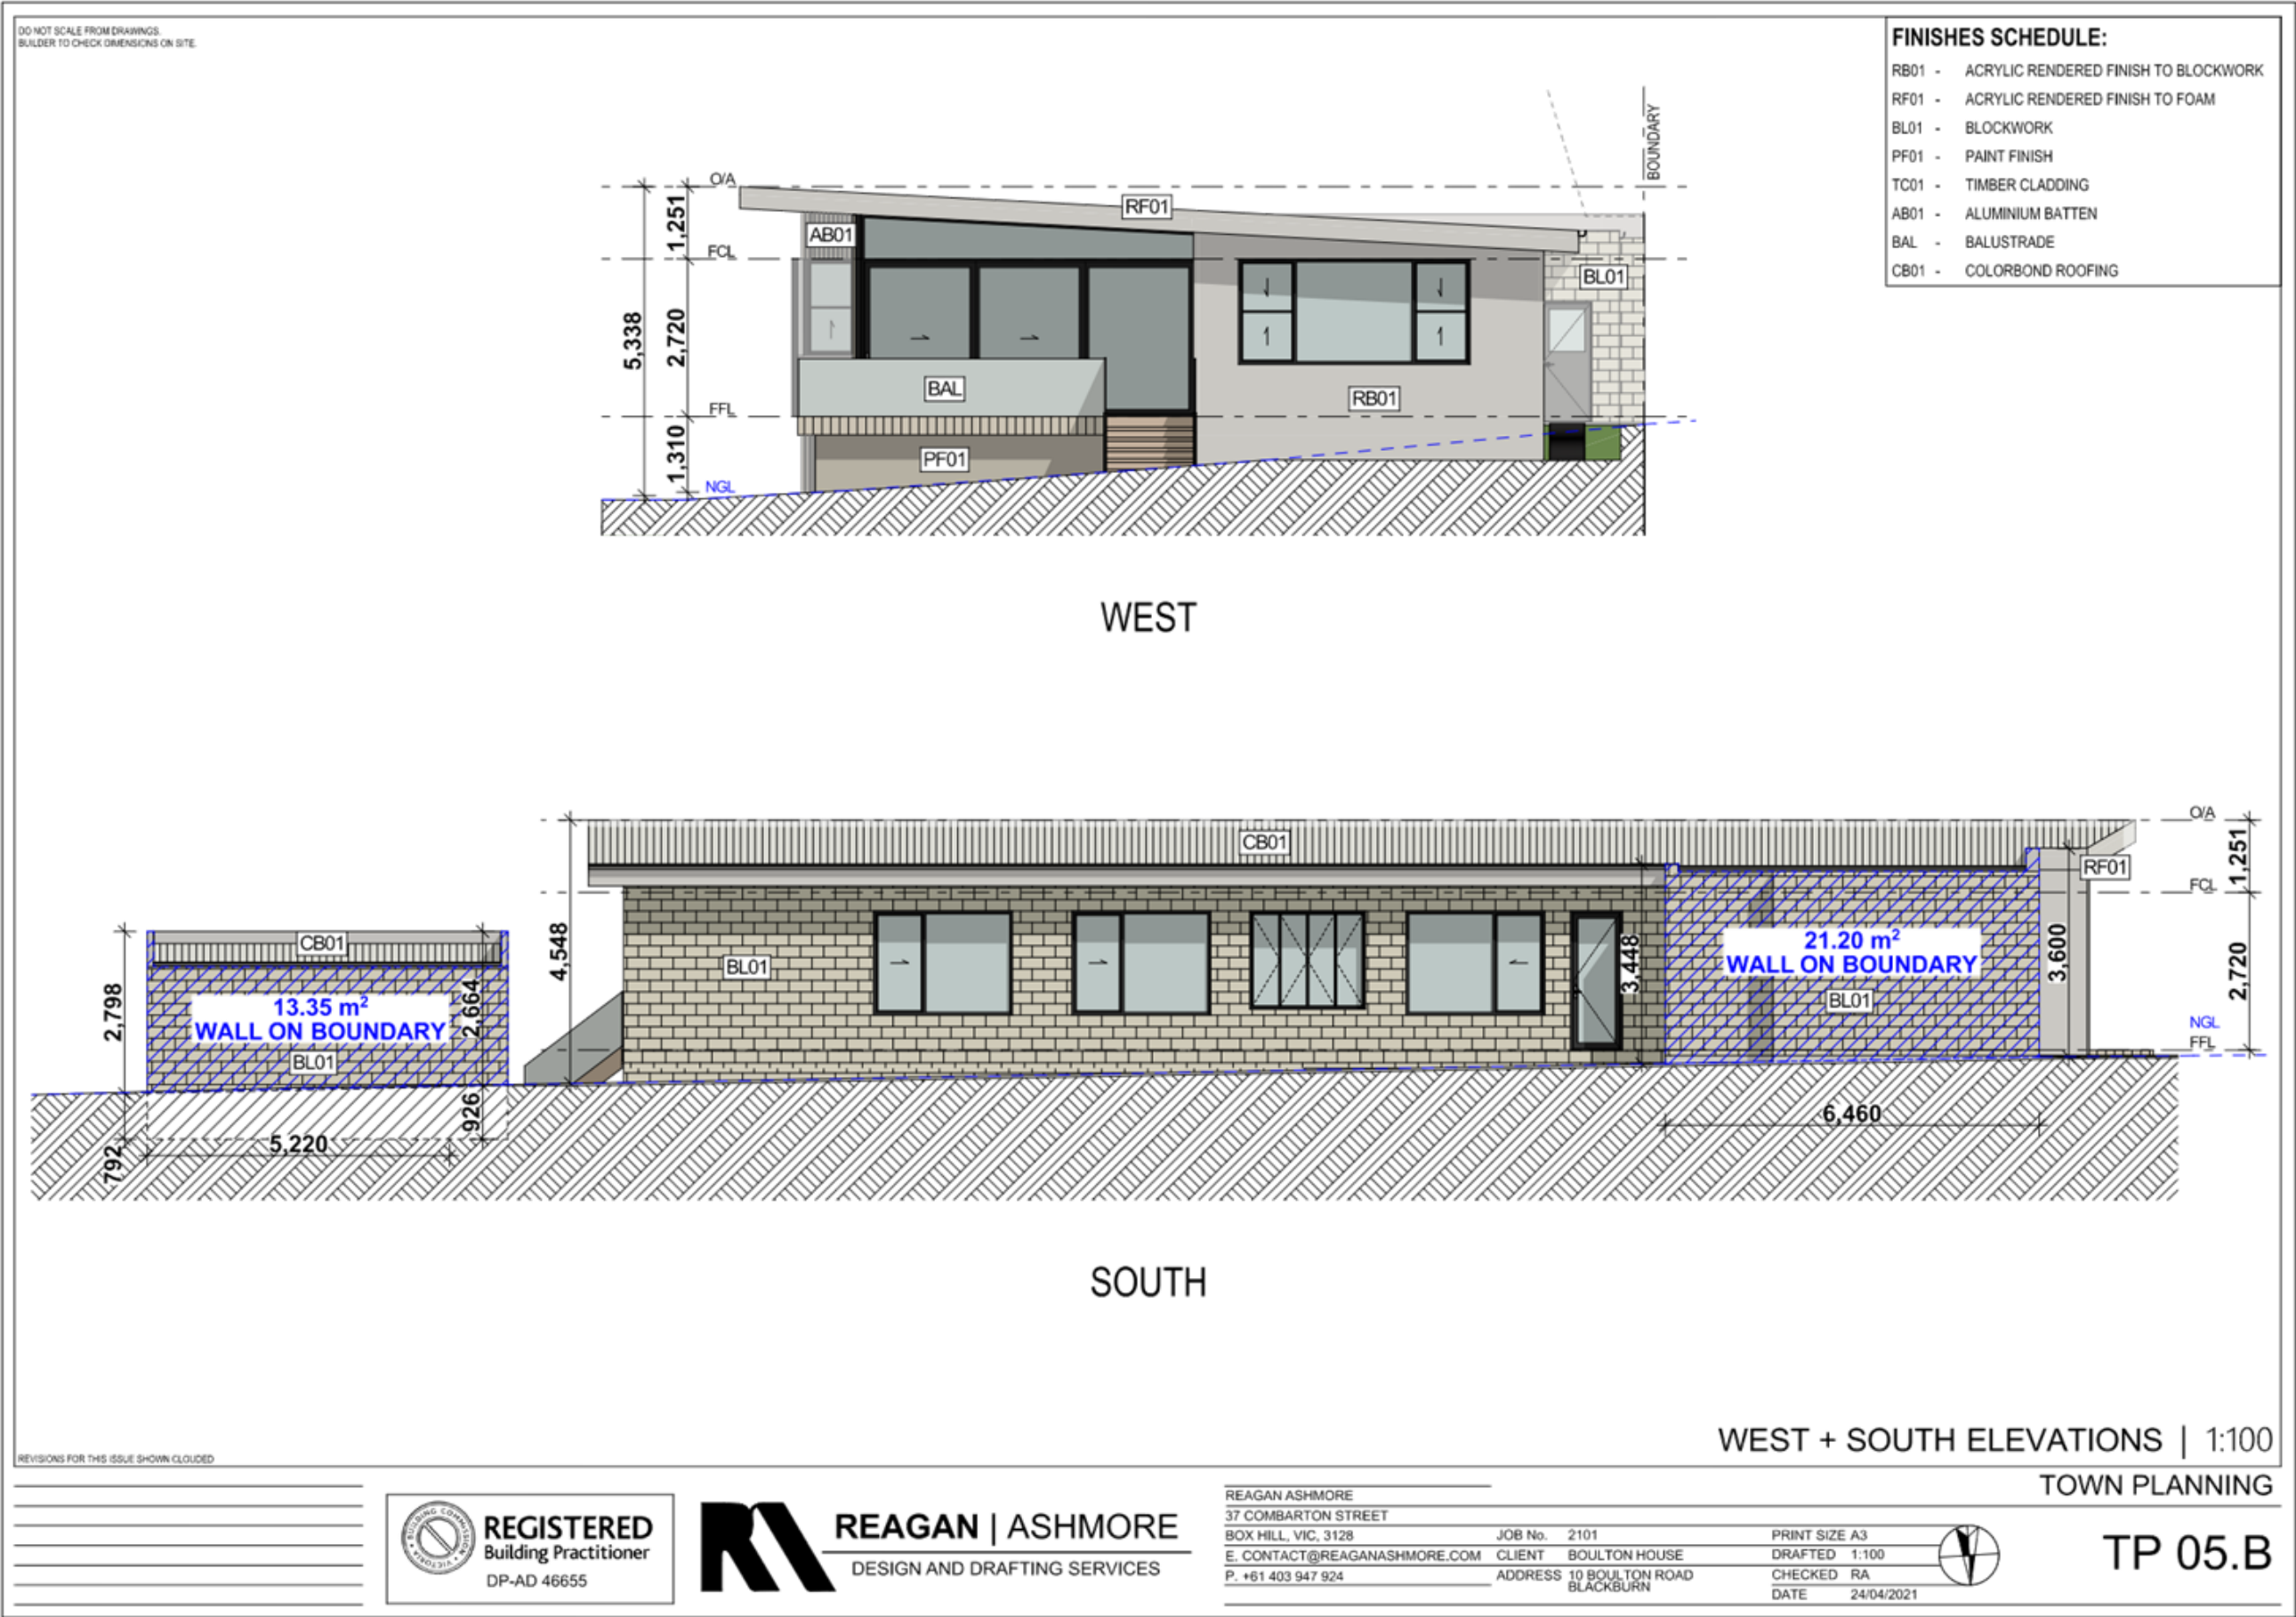 DO NOT SCALE FROM DRAWINGS.
BUILDER TO CHECK DIMENSIONS ON SITE.
FINISHES SCHEDULE:
RB01 - ACRYLIC RENDERED FINISH TO BLOCKWORK
RF01 - ACRYLIC RENDERED FINISH TO FOAM
BL01 - BLOCKWORK
PF01 - PAINT FINISH
TC01 - TIMBER CLADDING
AB01 - ALUMINIUM BATTEN
BAL - BALUSTRADE
CB01 - COLORBOND ROOFING
BOUNDARY
O/A
RF01
1,251
AB01
FCL
BL01
5,338
2,720
BAL
RB01
FFL
1,310
PF01
NGL
WEST
O/A
CB01
1,251
RF01
FCL
CB01
4,548
BL01
3,448
21.20 m²
WALL ON BOUNDARY
BL01
3,600
2,720
2,798
13.35 m²
WALL ON BOUNDARY
2,664
BL01
NGL
FFL
926
792
5,220
6,460
SOUTH
WEST + SOUTH ELEVATIONS | 1:100
REVISIONS FOR THIS ISSUE SHOWN CLOUDED
TOWN PLANNING
BUILDING COMMISSION • VICTORIA •
REGISTERED
Building Practitioner
DP-AD 46655
RA
REAGAN | ASHMORE
DESIGN AND DRAFTING SERVICES
REAGAN ASHMORE
37 COMBARTON STREET
BOX HILL, VIC, 3128
E. CONTACT@REAGANASHMORE.COM
P. +61 403 947 924
JOB No. 2101
CLIENT BOULTON HOUSE
ADDRESS 10 BOULTON ROAD
BLACKBURN
PRINT SIZE A3
DRAFTED 1:100
CHECKED RA
DATE 24/04/2021
TP 05.B